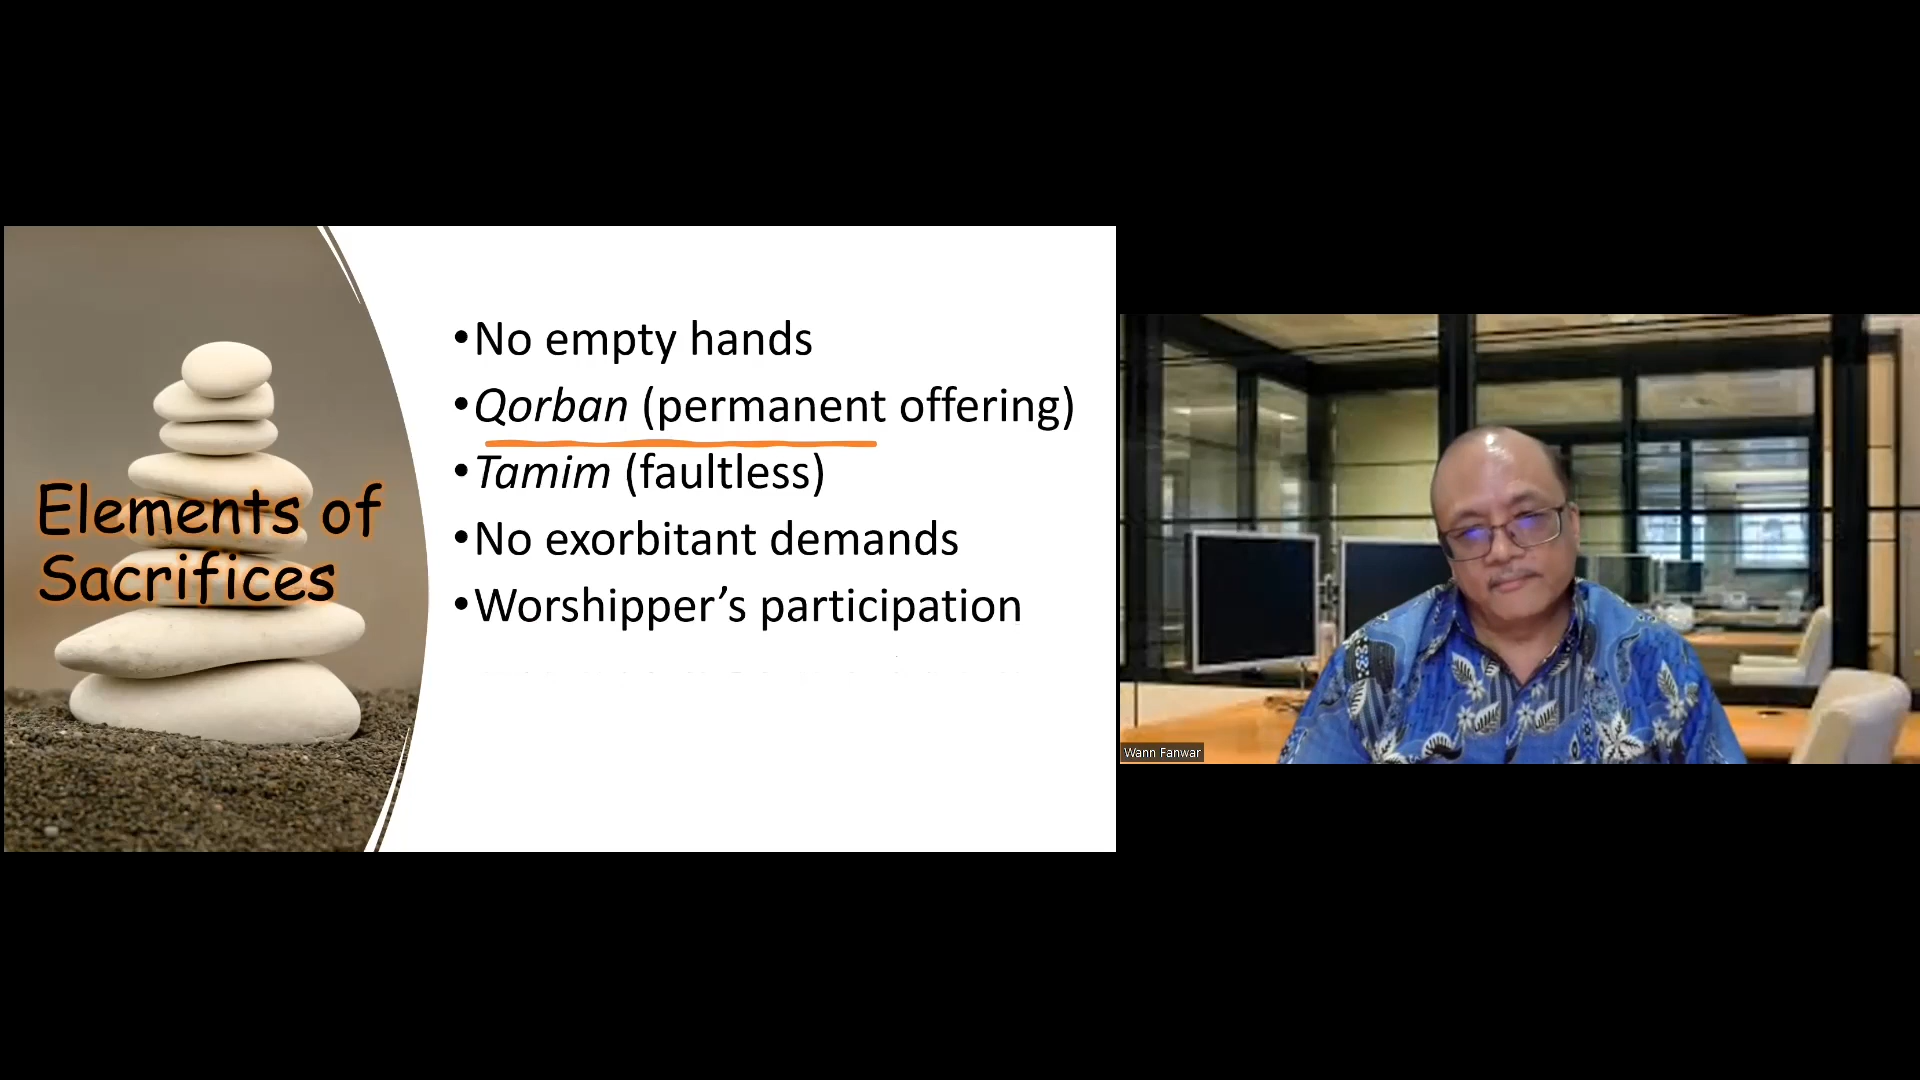 Elements of
Sacrifices
•No empty hands
•Qorban (permanent offering)
•Tamim (faultless)
•No exorbitant demands
•Worshipper’s participation
Wann Fanwar